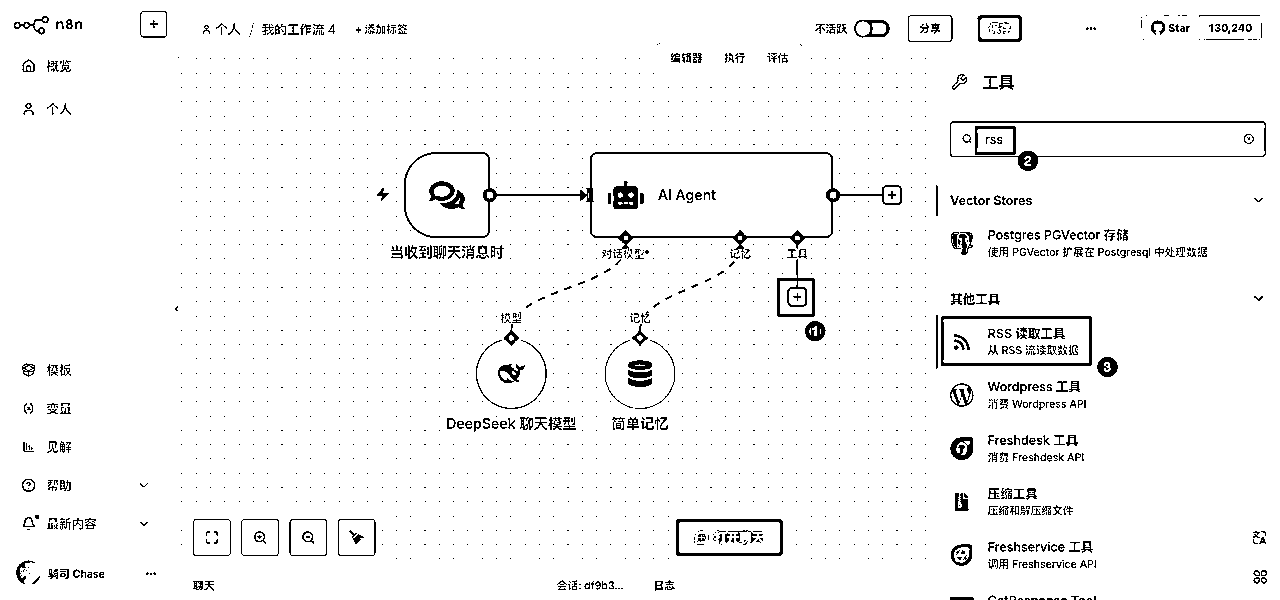 n8n
+
个人 / 我的工作流 4
+ 添加标签
不活跃
分享
保存
...
Star
130,240
编辑器
执行
评估
概览
个人
模板
变量
见解
帮助
最新内容
骑司 Chase
...
当收到聊天消息时
AI Agent
对话模型*
记忆
工具
1
模型
记忆
DeepSeek 聊天模型
简单记忆
打开聊天
聊天
会话: df9b3...
日志
工具
rss
2
Vector Stores
Postgres PGVector 存储
使用 PGVector 扩展在 Postgresql 中处理数据
其他工具
RSS 读取工具
从 RSS 流读取数据
3
Wordpress 工具
消费 Wordpress API
Freshdesk 工具
消费 Freshdesk API
压缩工具
压缩和解压缩文件
Freshservice 工具
调用 Freshservice API
GetResponse Tool